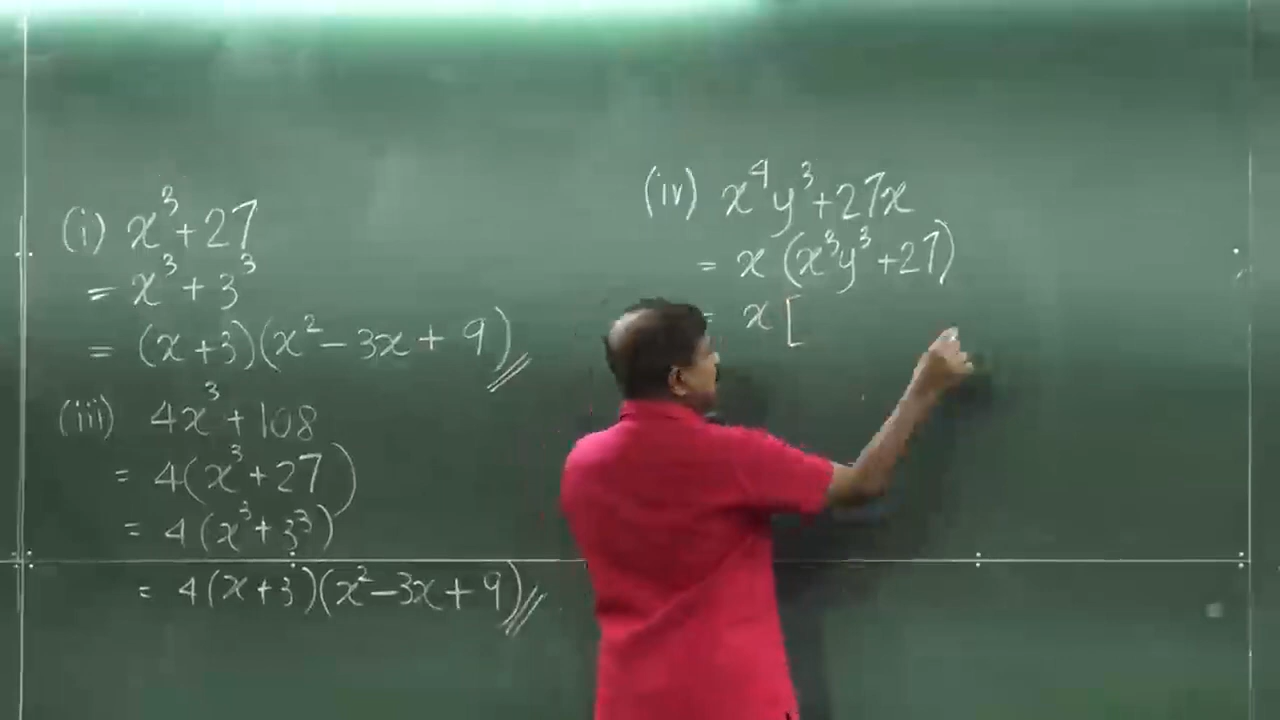 (i) x³+27
= x³ + 3³
= (x+3)(x² − 3x + 9)
(iii) 4x³ + 108
= 4(x³ + 27)
= 4(x³ + 3³)
= 4(x+3)(x² − 3x + 9)
(iv) x⁴y³+27x
= x (x³y³ +27)
= x [